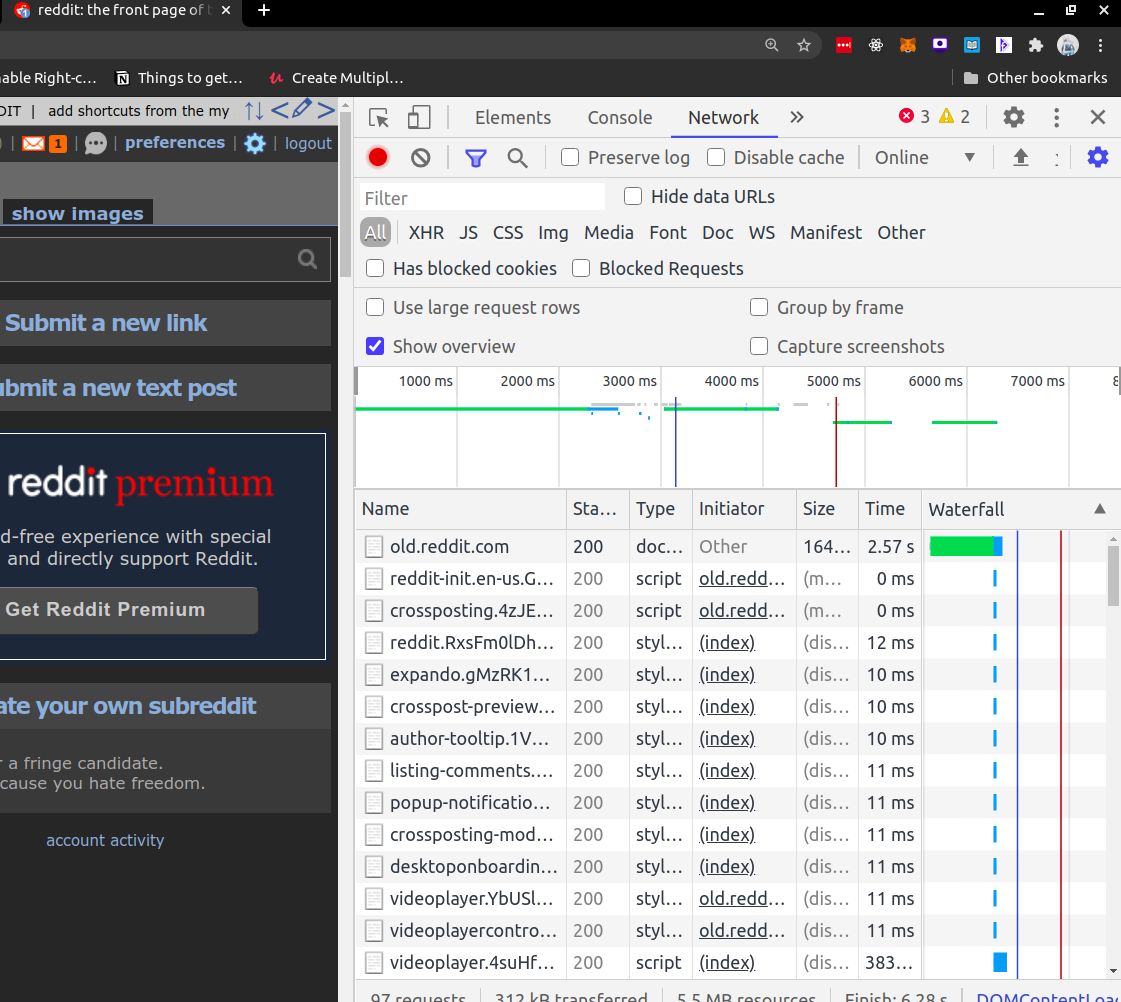 reddit: the front page of t
able Right-c... Things to get... Create Multipl... Other bookmarks
DIT | add shortcuts from the my
1 | preferences | | logout
show images
Submit a new link
ubmit a new text post
reddit premium
d-free experience with special
and directly support Reddit.
Get Reddit Premium
ate your own subreddit
r a fringe candidate.
cause you hate freedom.
account activity
Elements Console Network 3 2
Preserve log Disable cache Online
Filter Hide data URLs
All XHR JS CSS Img Media Font Doc WS Manifest Other
Has blocked cookies Blocked Requests
Use large request rows Group by frame
Show overview Capture screenshots
1000 ms 2000 ms 3000 ms 4000 ms 5000 ms 6000 ms 7000 ms
Name Sta... Type Initiator Size Time Waterfall
old.reddit.com 200 doc... Other 164... 2.57 s
reddit-init.en-us.G... 200 script old.redd... (m... 0 ms
crossposting.4zJE... 200 script old.redd... (m... 0 ms
reddit.RxsFm0lDh... 200 styl... (index) (dis... 12 ms
expando.gMzRK1... 200 styl... (index) (dis... 10 ms
crosspost-preview... 200 styl... (index) (dis... 10 ms
author-tooltip.1V... 200 styl... (index) (dis... 10 ms
listing-comments.... 200 styl... (index) (dis... 11 ms
popup-notificatio... 200 styl... (index) (dis... 11 ms
crossposting-mod... 200 styl... (index) (dis... 11 ms
desktoponboardin... 200 styl... (index) (dis... 11 ms
videoplayer.YbUSl... 200 styl... old.redd... (dis... 11 ms
videoplayercontro... 200 styl... old.redd... (dis... 11 ms
videoplayer.4suHf... 200 script (index) (dis... 383...
97 requests 312 kB transferred 5.5 MB resources Finish: 6.28 s DOMContentLoa